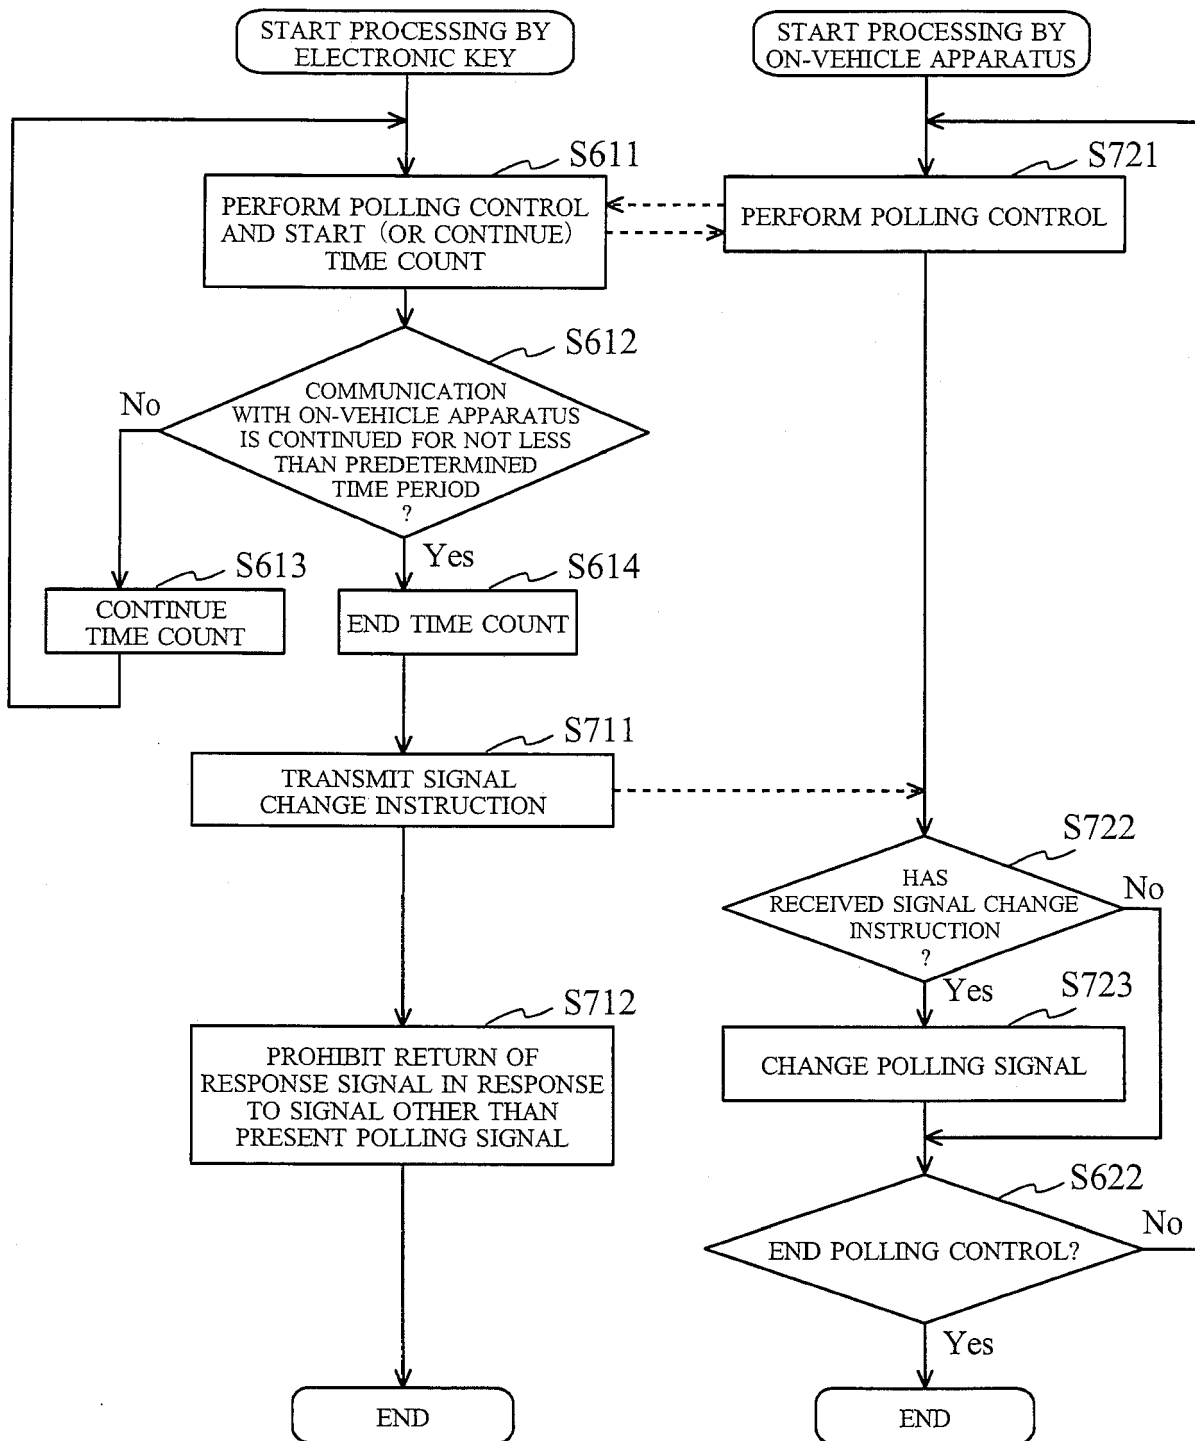 START PROCESSING BY
ELECTRONIC KEY
START PROCESSING BY
ON-VEHICLE APPARATUS
S611
PERFORM POLLING CONTROL
AND START (OR CONTINUE)
TIME COUNT
S721
PERFORM POLLING CONTROL
S612
COMMUNICATION
WITH ON-VEHICLE APPARATUS
IS CONTINUED FOR NOT LESS
THAN PREDETERMINED
TIME PERIOD
?
No
Yes
S613
CONTINUE
TIME COUNT
S614
END TIME COUNT
S711
TRANSMIT SIGNAL
CHANGE INSTRUCTION
S722
HAS
RECEIVED SIGNAL CHANGE
INSTRUCTION
?
No
Yes
S712
PROHIBIT RETURN OF
RESPONSE SIGNAL IN RESPONSE
TO SIGNAL OTHER THAN
PRESENT POLLING SIGNAL
S723
CHANGE POLLING SIGNAL
S622
END POLLING CONTROL?
No
Yes
END
END